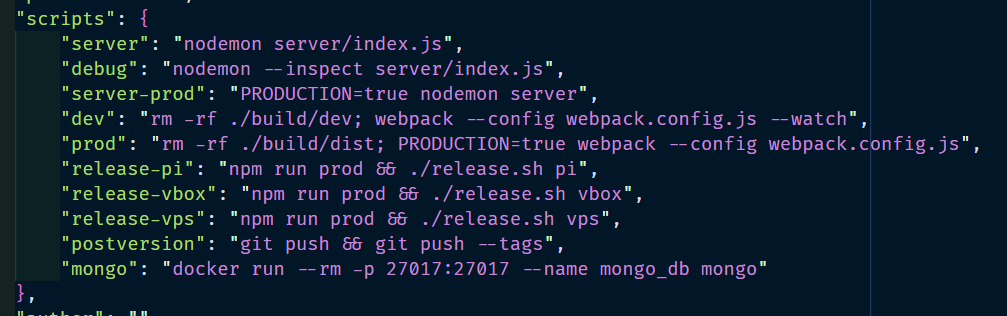 "scripts": {
"server": "nodemon server/index.js",
"debug": "nodemon --inspect server/index.js",
"server-prod": "PRODUCTION=true nodemon server",
"dev": "rm -rf ./build/dev; webpack --config webpack.config.js --watch",
"prod": "rm -rf ./build/dist; PRODUCTION=true webpack --config webpack.config.js",
"release-pi": "npm run prod && ./release.sh pi",
"release-vbox": "npm run prod && ./release.sh vbox",
"release-vps": "npm run prod && ./release.sh vps",
"postversion": "git push && git push --tags",
"mongo": "docker run --rm -p 27017:27017 --name mongo_db mongo"
},